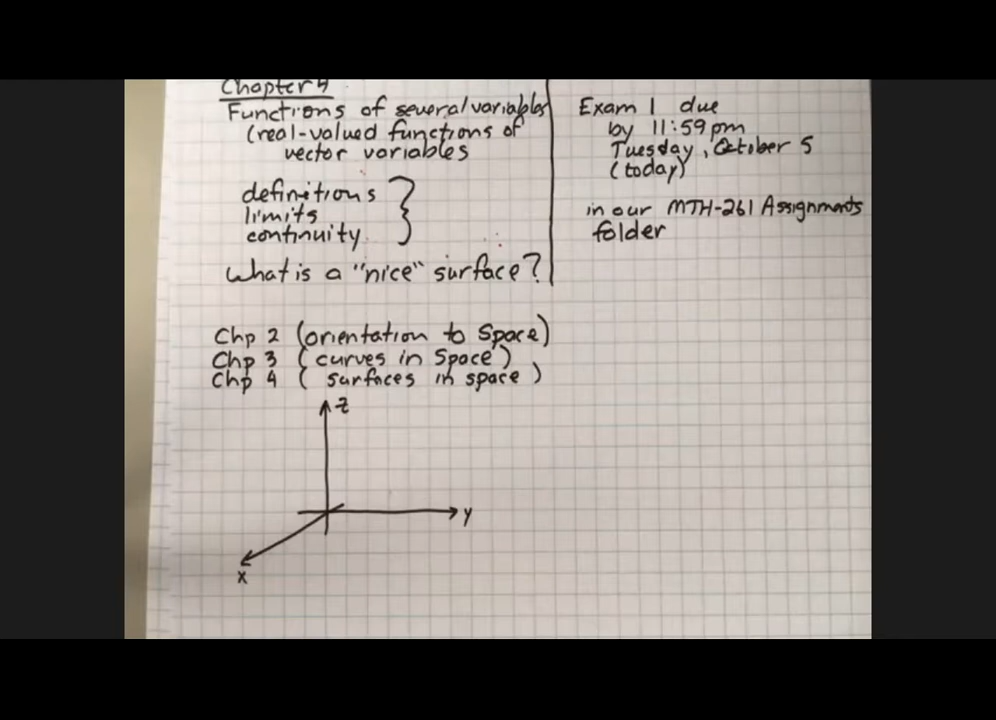 Chapter 4
Functions of several variables
(real-valued functions of
vector variables
definitions
limits
continuity
What is a "nice" surface?
Exam 1 due
by 11:59pm
Tuesday, October 5
(today)
in our MTH-261 Assignments
folder
Chp 2 (orientation to Space)
Chp 3 (curves in Space)
Chp 4 (surfaces in space)
z
y
x